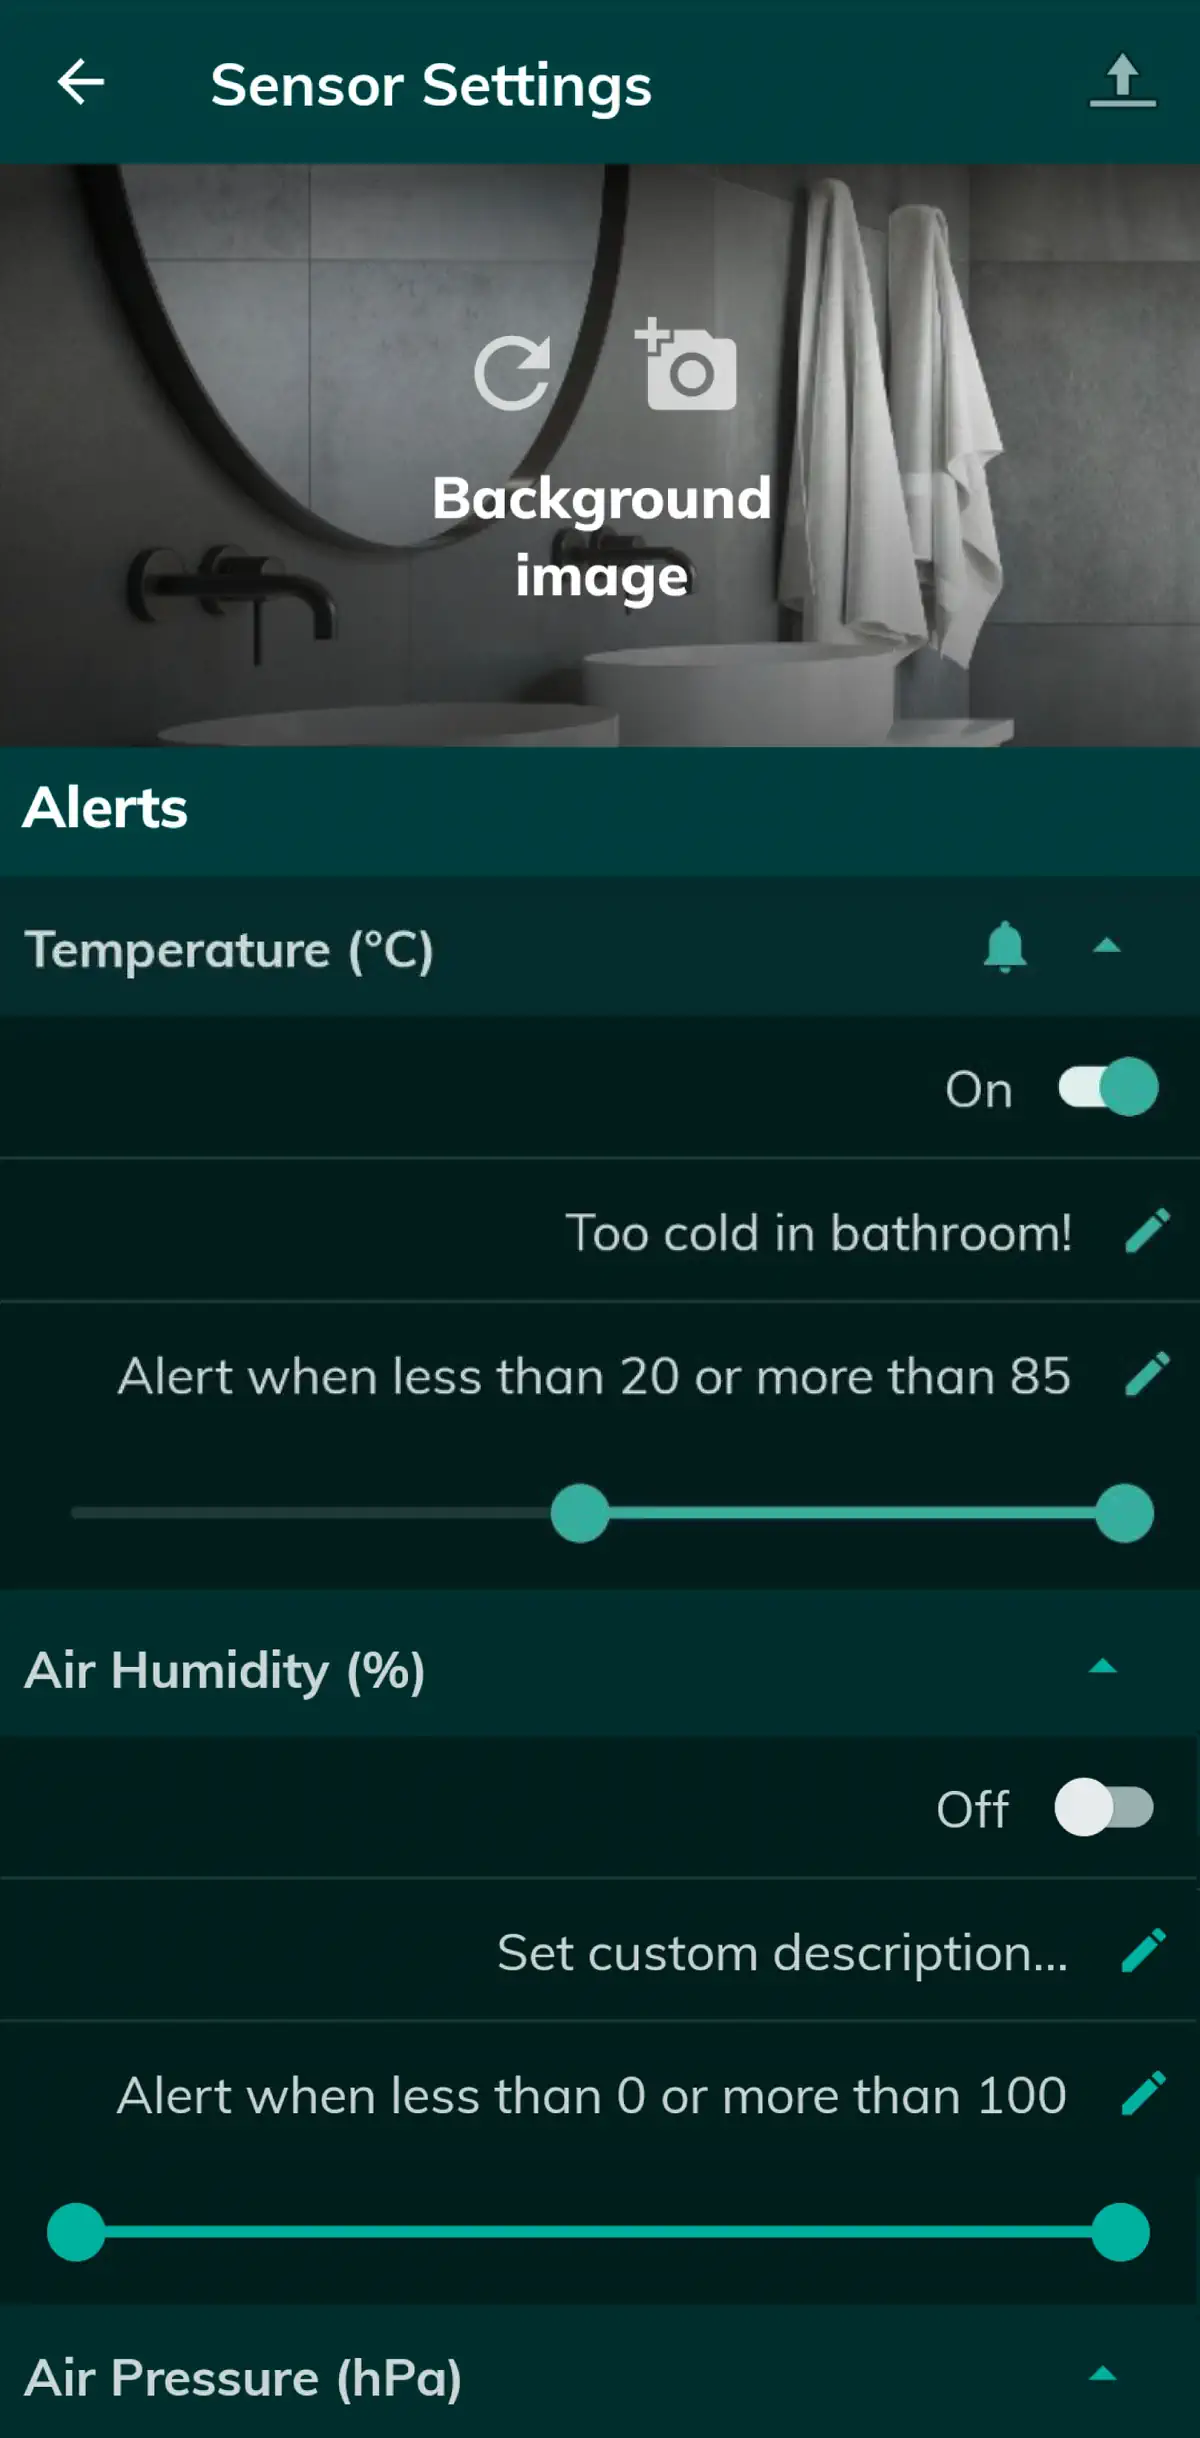 Sensor Settings
Background
image
Alerts
Temperature (°C)
On
Too cold in bathroom!
Alert when less than 20 or more than 85
Air Humidity (%)
Off
Set custom description...
Alert when less than 0 or more than 100
Air Pressure (hPa)